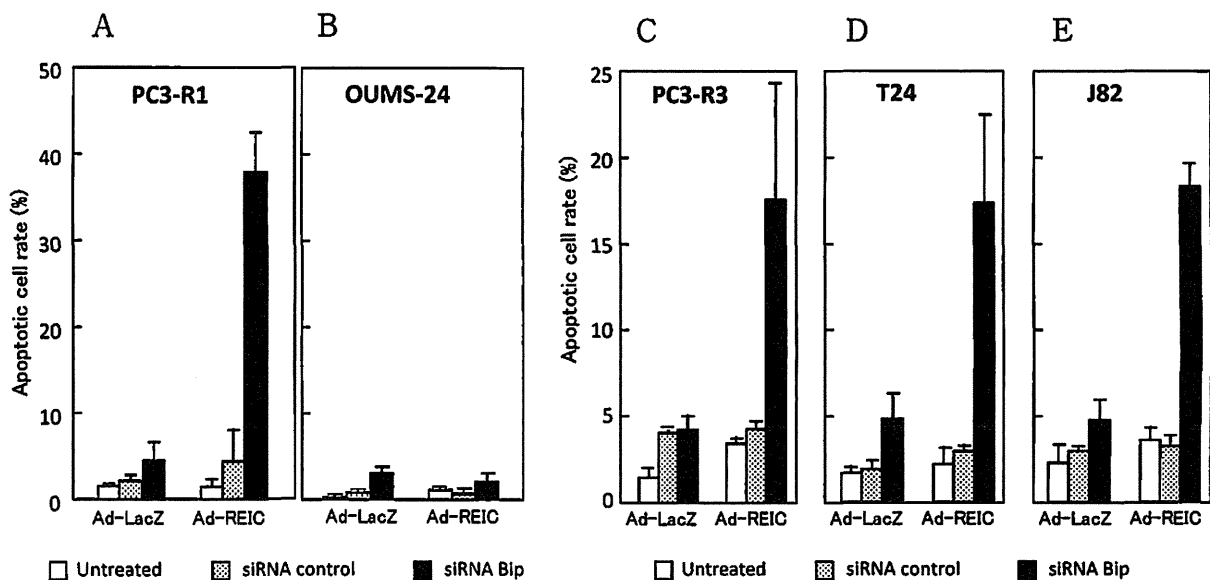 A
B
C
D
E
PC3-R1
OUMS-24
PC3-R3
T24
J82
Apoptotic cell rate (%)
50
40
30
20
10
0
Apoptotic cell rate (%)
25
20
15
10
5
0
Ad-LacZ Ad-REIC
Ad-LacZ Ad-REIC
Ad-LacZ Ad-REIC
Ad-LacZ Ad-REIC
Ad-LacZ Ad-REIC
Untreated siRNA control siRNA Bip
Untreated siRNA control siRNA Bip